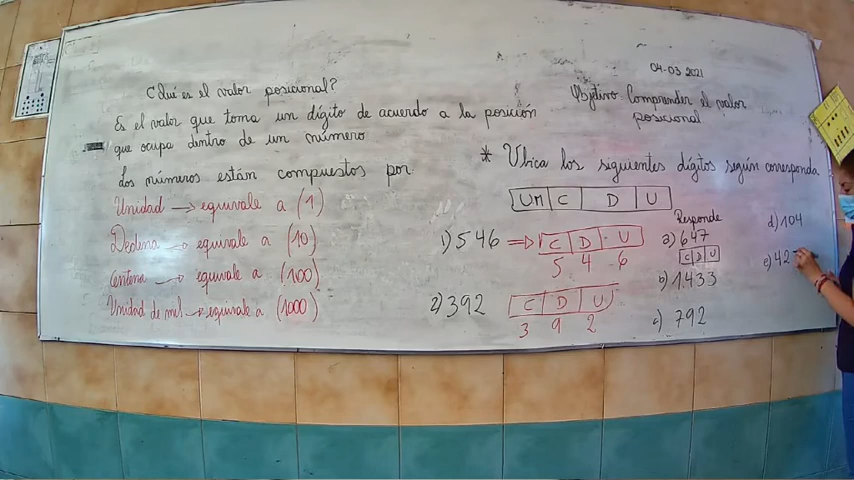 ¿Qué es el valor posicional?
Es el valor que toma un dígito de acuerdo a la posición
que ocupa dentro de un número
Los números están compuestos por
Unidad → equivale a (1)
Decena → equivale a (10)
Centena → equivale a (100)
Unidad de mil → equivale a (1000)
04-03 2021
Objetivo Comprender el valor
posicional
* Ubica los siguientes dígitos según corresponda
UM C D U
1) 546 ⇒ C D U
5 4 6
2) 392 C D U
3 9 2
Responde
a) 647
C D U
b) 1.433
c) 792
d) 104
e) 42